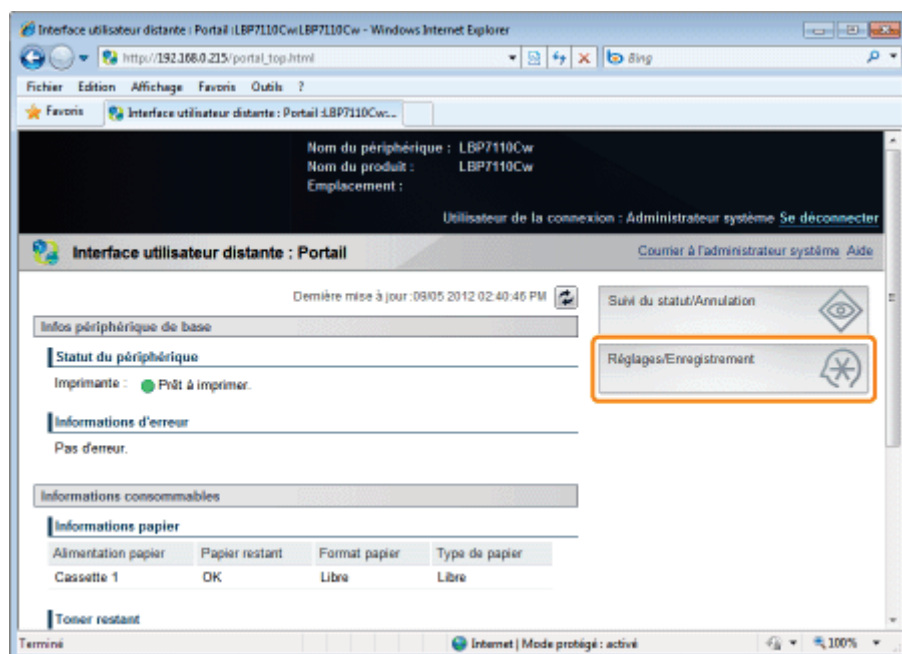 Interface utilisateur distante : Portail :LBP7110Cw:LBP7110Cw - Windows Internet Explorer
http://192.168.0.215/portal_top.html
Bing
Fichier Edition Affichage Favoris Outils ?
Favoris
Interface utilisateur distante : Portail :LBP7110Cw:...
Nom du périphérique : LBP7110Cw
Nom du produit : LBP7110Cw
Emplacement :
Utilisateur de la connexion : Administrateur système Se déconnecter
Interface utilisateur distante : Portail
Courrier à l'administrateur système Aide
Dernière mise à jour :09/05 2012 02:40:46 PM
Suivi du statut/Annulation
Infos périphérique de base
Statut du périphérique
Réglages/Enregistrement
Imprimante : Prêt à imprimer.
Informations d'erreur
Pas d'erreur.
Informations consommables
Informations papier
Alimentation papier Papier restant Format papier Type de papier
Cassette 1 OK Libre Libre
Toner restant
Terminé
Internet | Mode protégé : activé
100%